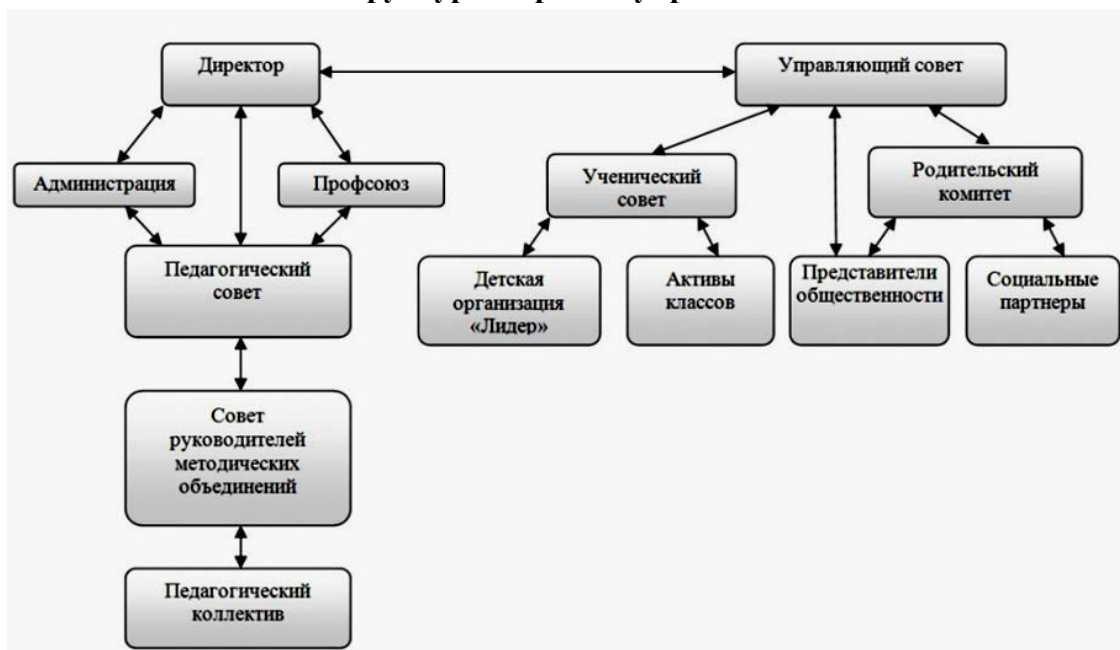 Директор
Управляющий совет
Администрация
Профсоюз
Ученический
совет
Родительский
комитет
Педагогический
совет
Детская
организация
«Лидер»
Активы
классов
Представители
общественности
Социальные
партнеры
Совет
руководителей
методических
объединений
Педагогический
коллектив